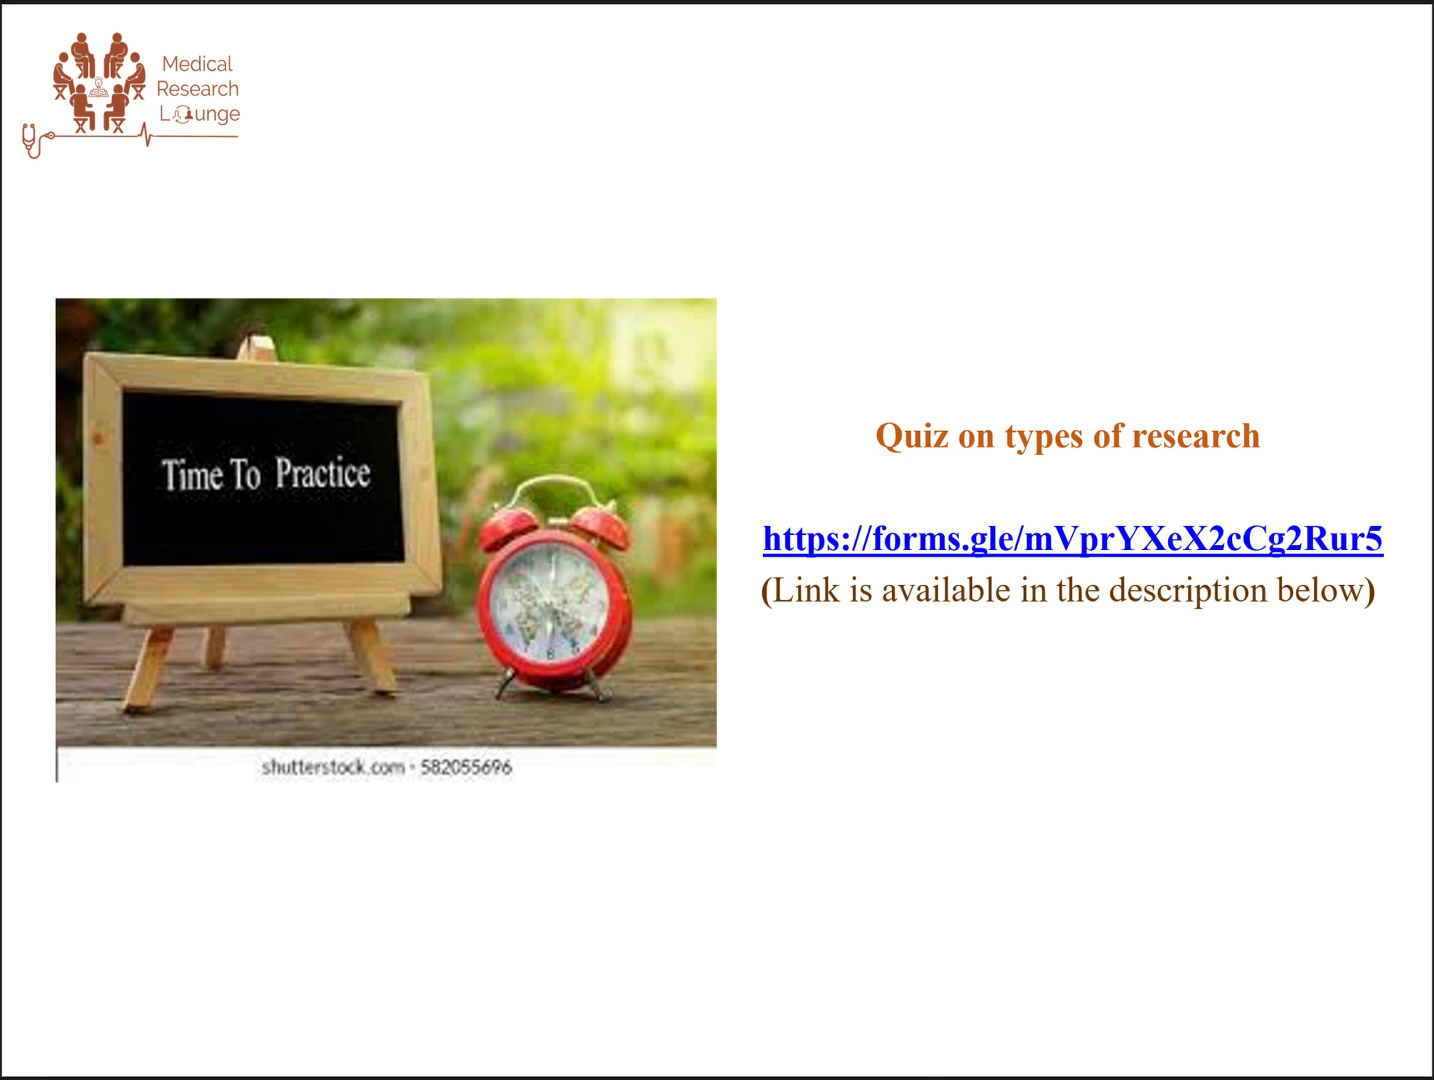 Medical
Research
Lounge
Time To Practice
shutterstock.com · 582055696
Quiz on types of research
https://forms.gle/mVprYXeX2cCg2Rur5
(Link is available in the description below)